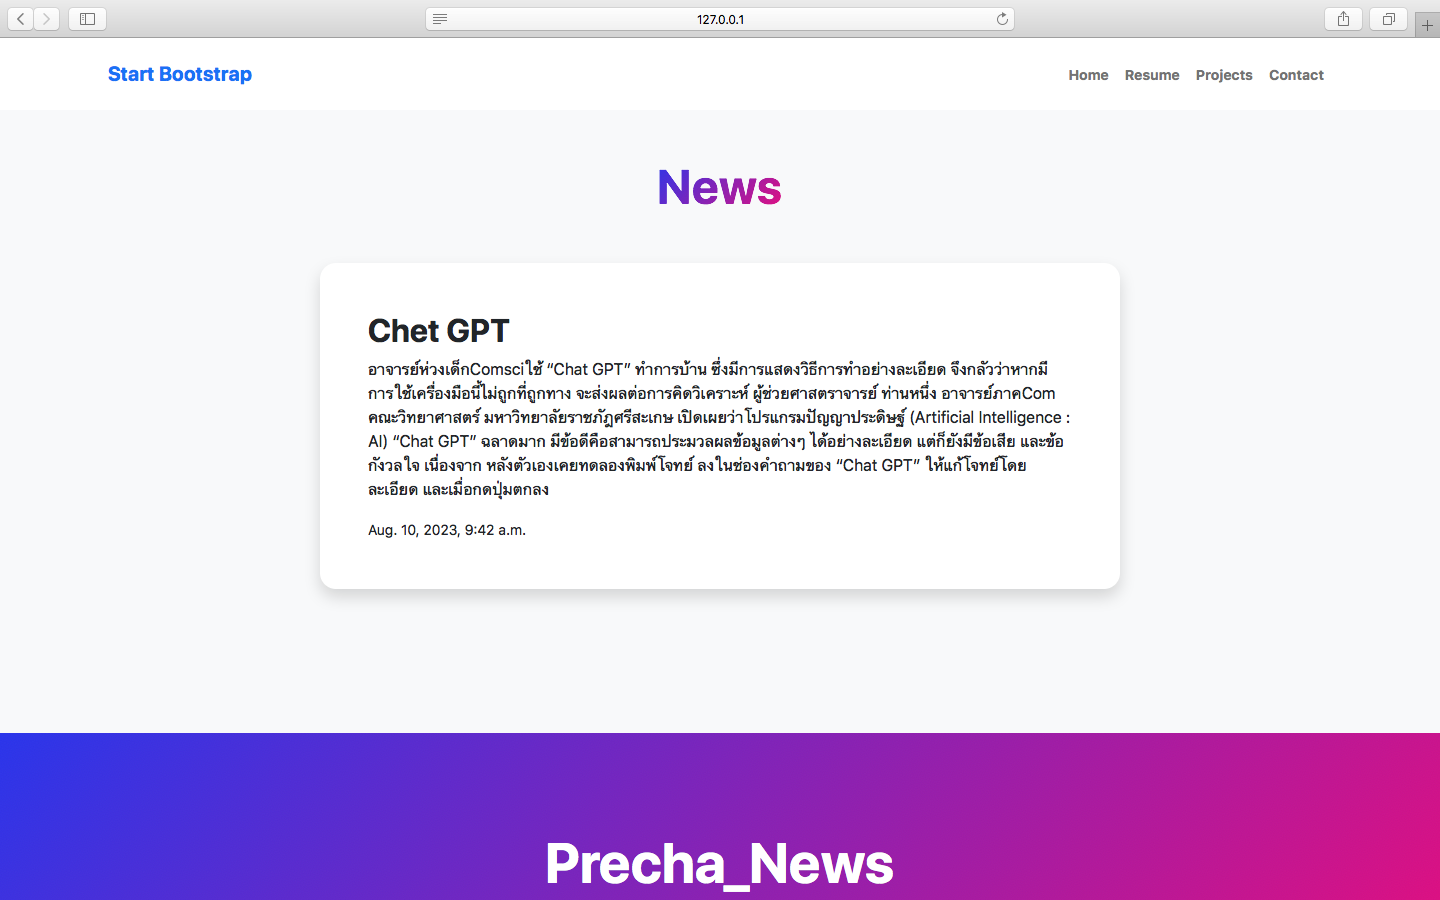 127.0.0.1
Start Bootstrap
Home Resume Projects Contact
News
Chet GPT
อาจารย์ห่วงเด็กComsciใช้ “Chat GPT” ทำการบ้าน ซึ่งมีการแสดงวิธีการทำอย่างละเอียด จึงกลัวว่าหากมี
การใช้เครื่องมือนี้ไม่ถูกที่ถูกทาง จะส่งผลต่อการคิดวิเคราะห์ ผู้ช่วยศาสตราจารย์ ท่านหนึ่ง อาจารย์ภาคCom
คณะวิทยาศาสตร์ มหาวิทยาลัยราชภัฎศรีสะเกษ เปิดเผยว่าโปรแกรมปัญญาประดิษฐ์ (Artificial Intelligence :
AI) “Chat GPT” ฉลาดมาก มีข้อดีคือสามารถประมวลผลข้อมูลต่างๆ ได้อย่างละเอียด แต่ก็ยังมีข้อเสีย และข้อ
กังวลใจ เนื่องจาก หลังตัวเองเคยทดลองพิมพ์โจทย์ ลงในช่องคำถามของ “Chat GPT” ให้แก้โจทย์โดย
ละเอียด และเมื่อกดปุ่มตกลง
Aug. 10, 2023, 9:42 a.m.
Precha_News